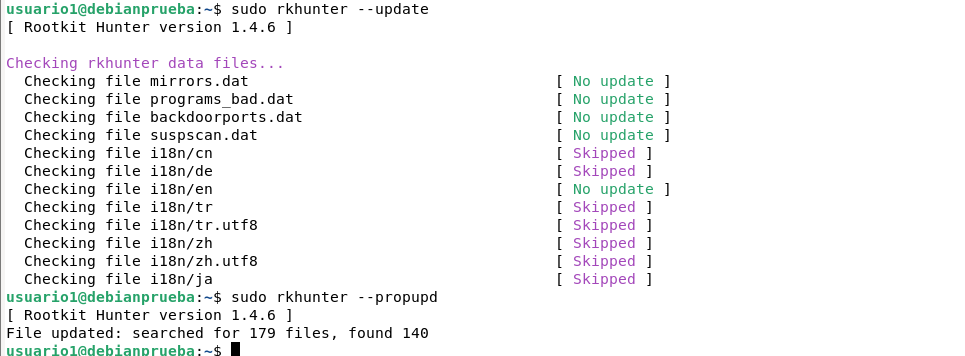 usuario1@debianprueba:~$ sudo rkhunter --update
[ Rootkit Hunter version 1.4.6 ]
Checking rkhunter data files...
Checking file mirrors.dat [ No update ]
Checking file programs_bad.dat [ No update ]
Checking file backdoorports.dat [ No update ]
Checking file suspscan.dat [ No update ]
Checking file i18n/cn [ Skipped ]
Checking file i18n/de [ Skipped ]
Checking file i18n/en [ No update ]
Checking file i18n/tr [ Skipped ]
Checking file i18n/tr.utf8 [ Skipped ]
Checking file i18n/zh [ Skipped ]
Checking file i18n/zh.utf8 [ Skipped ]
Checking file i18n/ja [ Skipped ]
usuario1@debianprueba:~$ sudo rkhunter --propupd
[ Rootkit Hunter version 1.4.6 ]
File updated: searched for 179 files, found 140
usuario1@debianprueba:~$